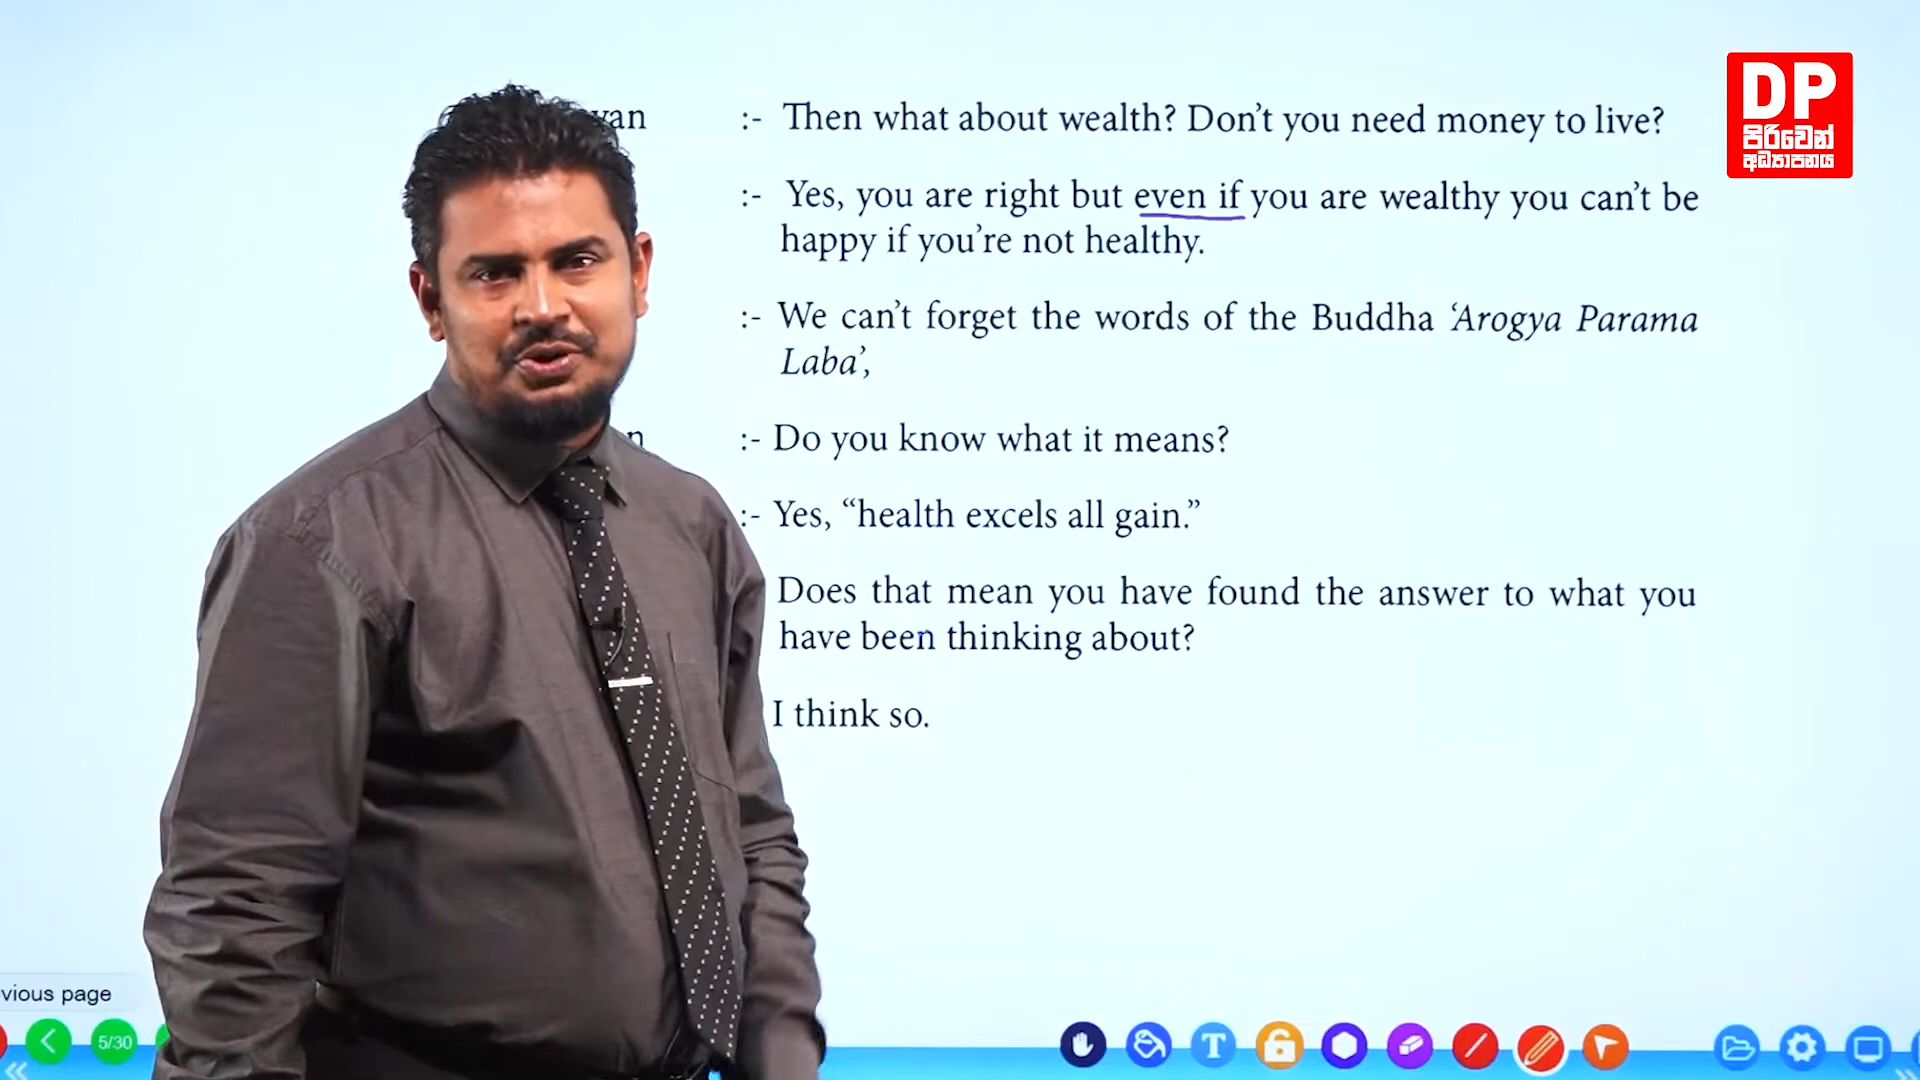 :- Then what about wealth? Don't you need money to live?
DP
පිරිවෙන්
අධ්‍යාපනය
:- Yes, you are right but even if you are wealthy you can't be
happy if you're not healthy.
:- We can't forget the words of the Buddha ‘Arogya Parama
Laba’,
:- Do you know what it means?
:- Yes, “health excels all gain.”
Does that mean you have found the answer to what you
have been thinking about?
I think so.
page
5/30
T